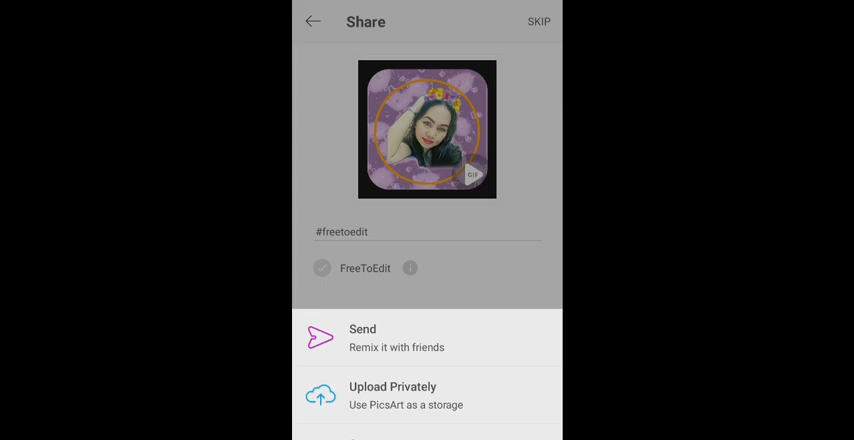 Share
SKIP
GIF
#freetoedit
FreeToEdit
Send
Remix it with friends
Upload Privately
Use PicsArt as a storage